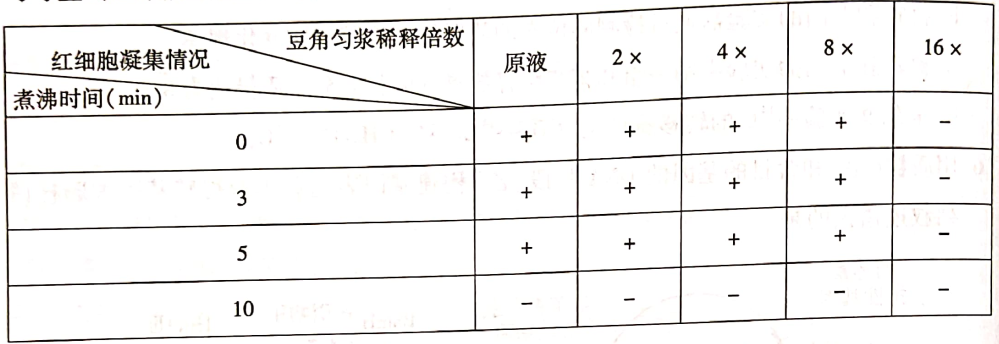 豆角匀浆稀释倍数 原液 2× 4× 8× 16×
红细胞凝集情况
煮沸时间(min)
0 + + + + −
3 + + + + −
5 + + + + −
10 − − − − −